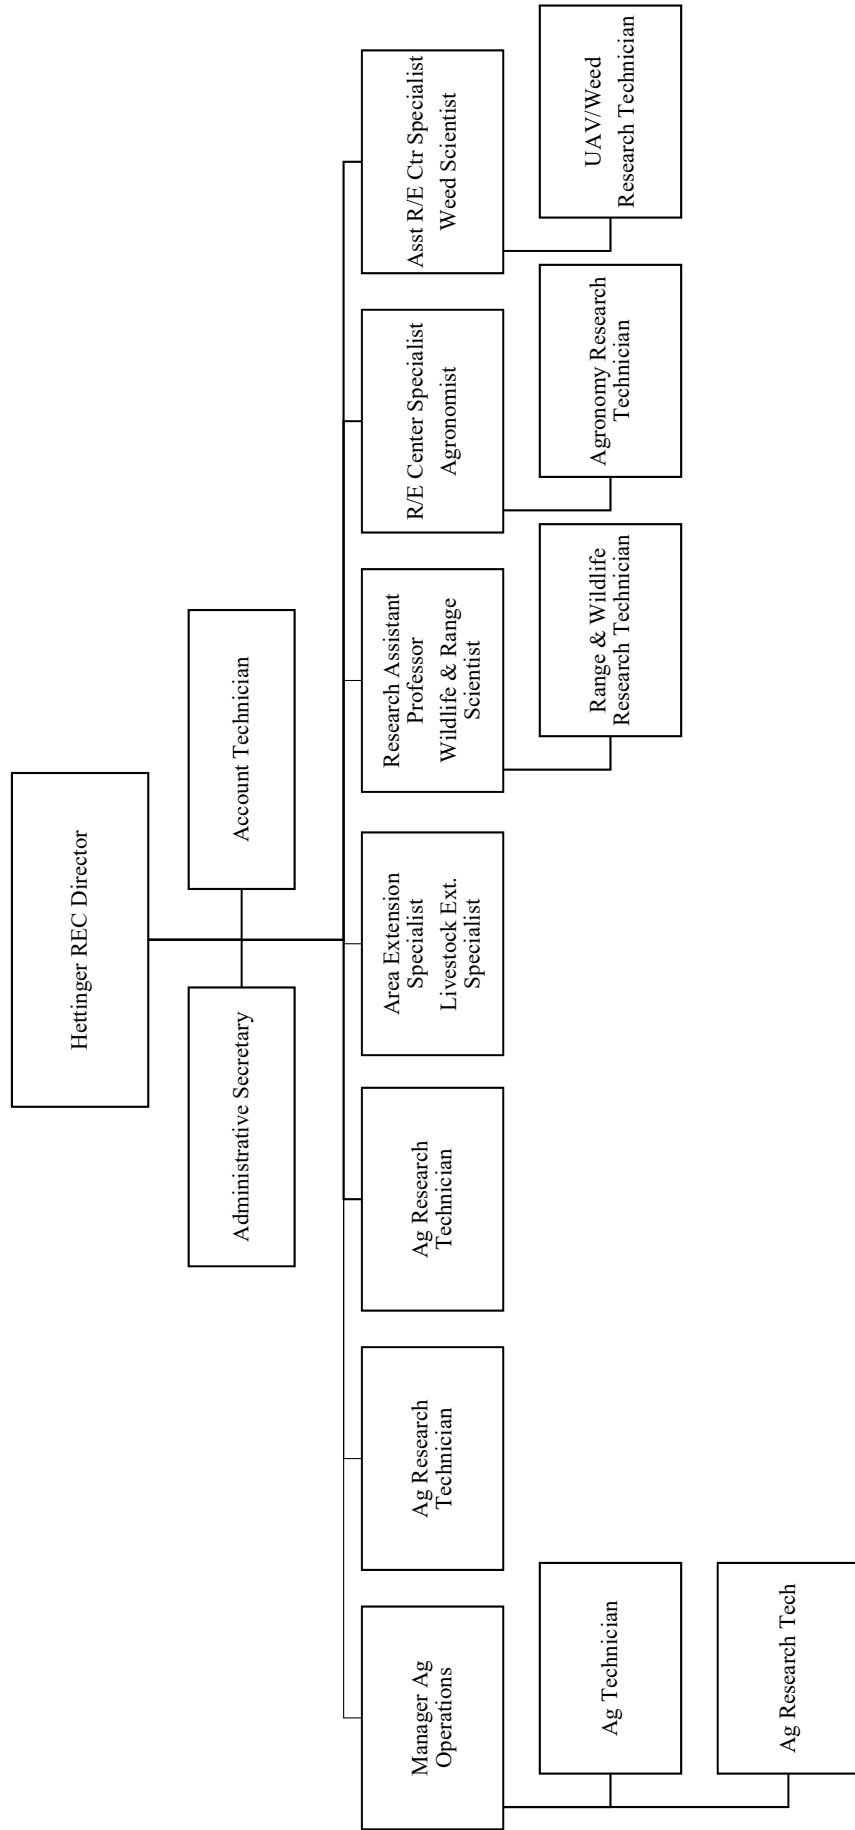 Hettinger REC Director
Administrative Secretary
Account Technician
Manager Ag
Operations
Ag Research
Technician
Ag Research
Technician
Area Extension
Specialist
Livestock Ext.
Specialist
Research Assistant
Professor
Wildlife & Range
Scientist
R/E Center Specialist
Agronomist
Asst R/E Ctr Specialist
Weed Scientist
Ag Technician
Range & Wildlife
Research Technician
Agronomy Research
Technician
UAV/Weed
Research Technician
Ag Research Tech